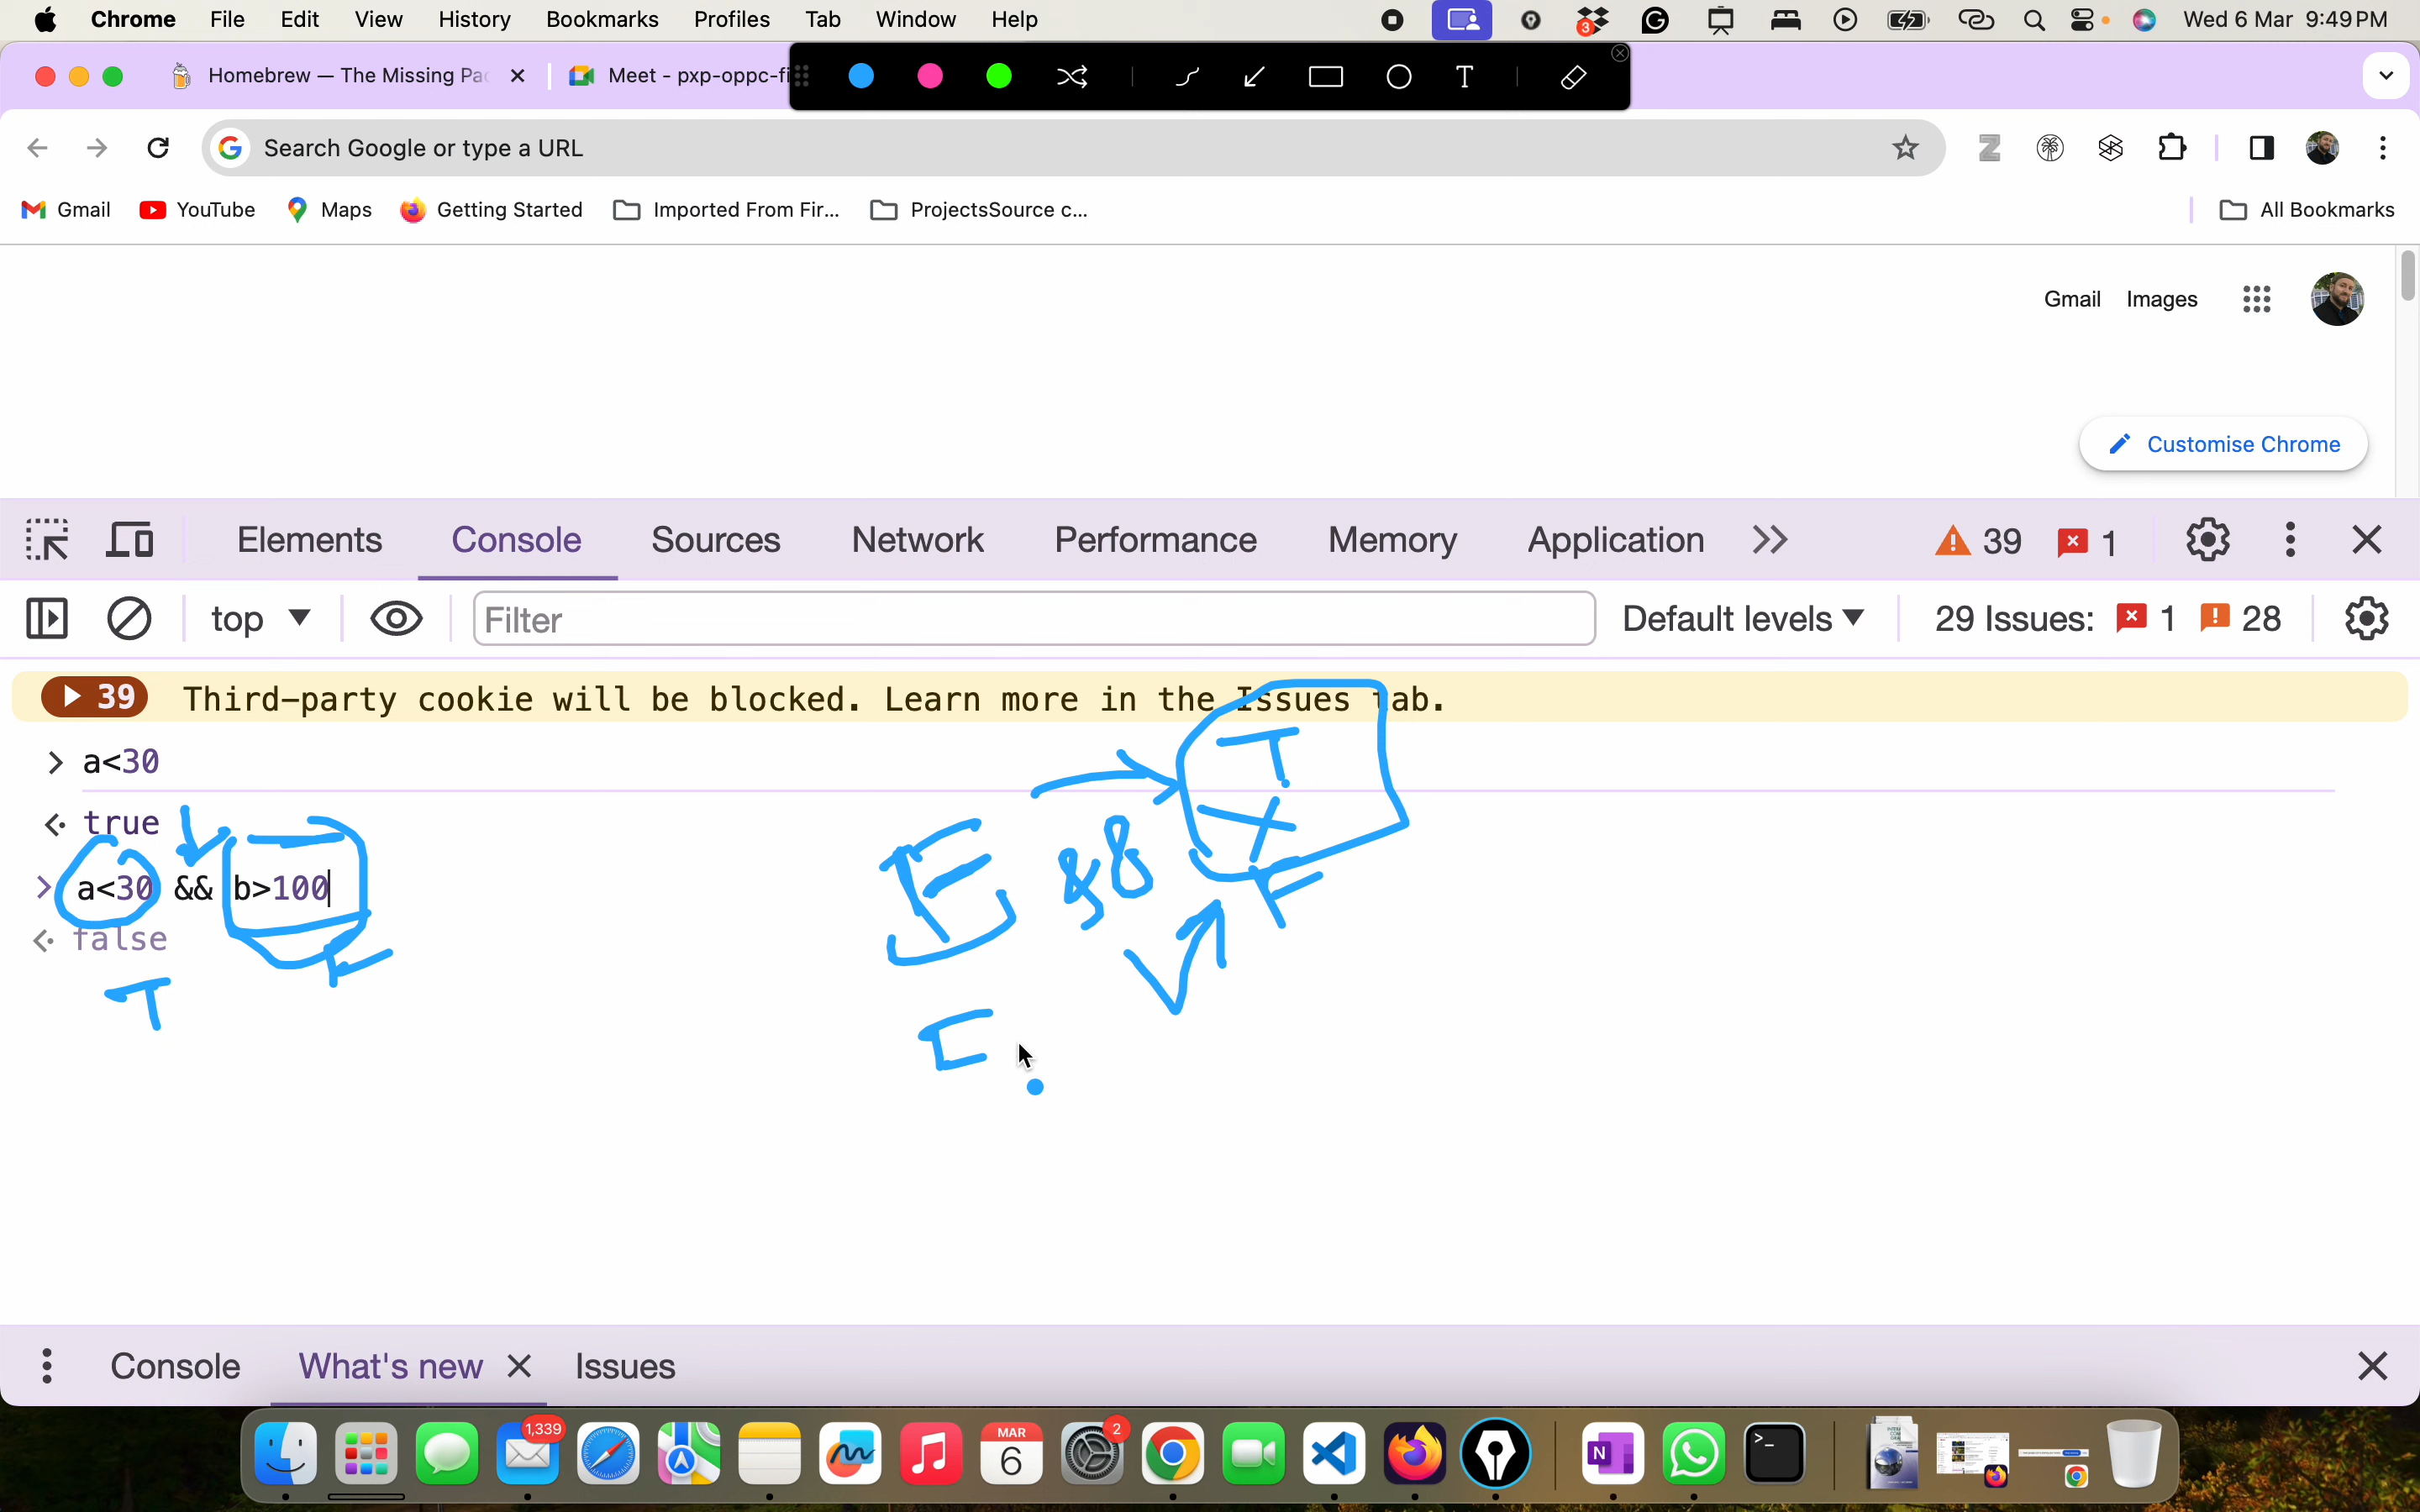 Chrome File Edit View History Bookmarks Profiles Tab Window Help 3 Wed 6 Mar 9:49 PM
Homebrew — The Missing Pac Meet - pxp-oppc-fi T
Search Google or type a URL
Gmail YouTube Maps Getting Started Imported From Fir... ProjectsSource c... All Bookmarks
Gmail Images
Customise Chrome
Elements Console Sources Network Performance Memory Application 39 1
top Filter Default levels 29 Issues: 1 28
39 Third-party cookie will be blocked. Learn more in the Issues tab.
> a<30
true
T
> a<30 && b>100
F && F
false
T F
Console What's new Issues
1,339 MAR 6 2 N >_